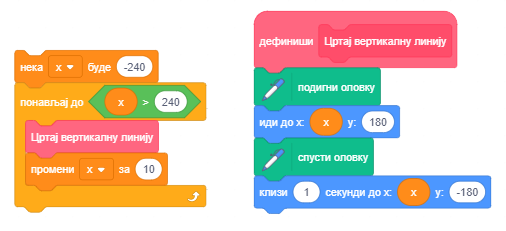 нека x буде -240
понављај до x > 240
Цртај вертикалну линију
промени x за 10
дефиниши Цртај вертикалну линију
подигни оловку
иди до x: x y: 180
спусти оловку
клизи 1 секунди до x: x y: -180